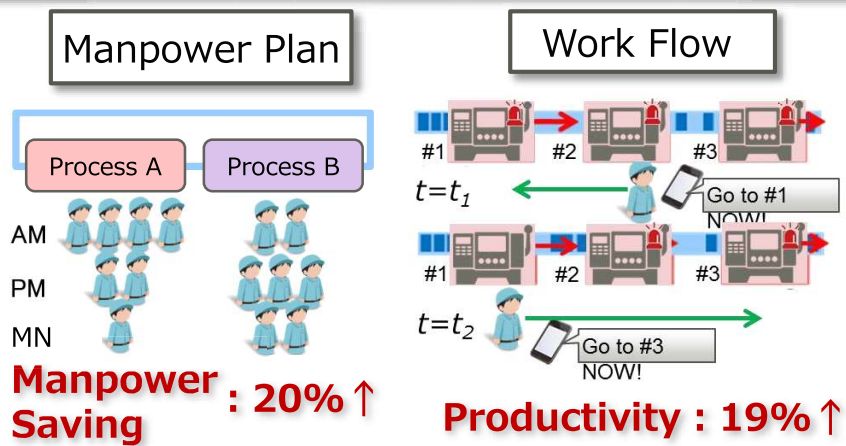 Manpower Plan
Process A
Process B
AM
PM
MN
Manpower
Saving
: 20%↑
Work Flow
#1
#2
#3
t=t1
Go to #1
NOW!
#1
#2
#3
t=t2
Go to #3
NOW!
Productivity : 19%↑